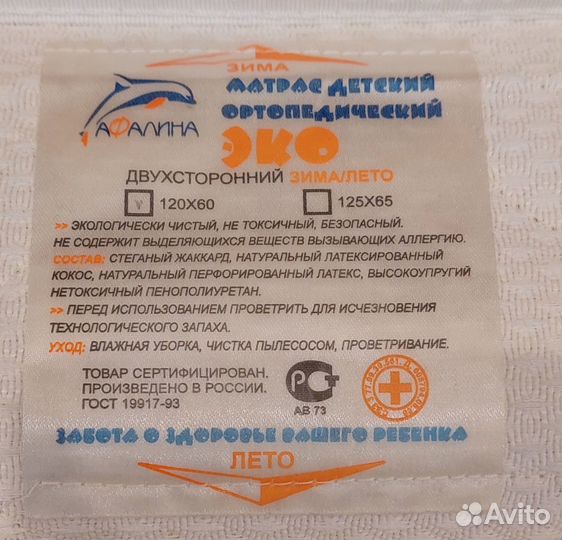 ЗИМА
АФАЛИНА
МАТРАС ДЕТСКИЙ
ОРТОПЕДИЧЕСКИЙ
ЭКО
ДВУХСТОРОННИЙ ЗИМА/ЛЕТО
120X60 125X65
>> ЭКОЛОГИЧЕСКИ ЧИСТЫЙ, НЕ ТОКСИЧНЫЙ, БЕЗОПАСНЫЙ.
НЕ СОДЕРЖИТ ВЫДЕЛЯЮЩИХСЯ ВЕЩЕСТВ ВЫЗЫВАЮЩИХ АЛЛЕРГИЮ.
СОСТАВ: СТЕГАНЫЙ ЖАККАРД, НАТУРАЛЬНЫЙ ЛАТЕКСИРОВАННЫЙ
КОКОС, НАТУРАЛЬНЫЙ ПЕРФОРИРОВАННЫЙ ЛАТЕКС, ВЫСОКОУПРУГИЙ
НЕТОКСИЧНЫЙ ПЕНОПОЛИУРЕТАН.
>> ПЕРЕД ИСПОЛЬЗОВАНИЕМ ПРОВЕТРИТЬ ДЛЯ ИСЧЕЗНОВЕНИЯ
ТЕХНОЛОГИЧЕСКОГО ЗАПАХА.
УХОД: ВЛАЖНАЯ УБОРКА, ЧИСТКА ПЫЛЕСОСОМ, ПРОВЕТРИВАНИЕ.
ТОВАР СЕРТИФИЦИРОВАН.
ПРОИЗВЕДЕНО В РОССИИ.
ГОСТ 19917-93
АВ 73
ЗАБОТА О ЗДОРОВЬЕ ВАШЕГО РЕБЕНКА
ЛЕТО
Avito